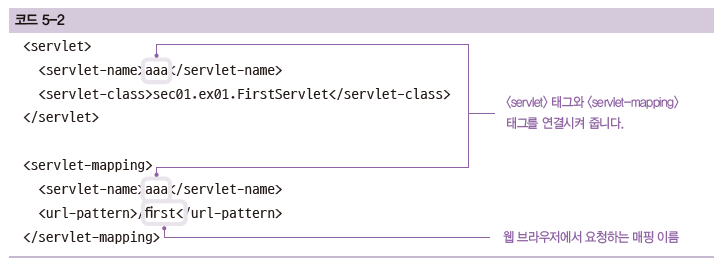 코드 5-2
<servlet>
<servlet-name>aaa</servlet-name>
<servlet-class>sec01.ex01.FirstServlet</servlet-class>
</servlet>
<servlet> 태그와 <servlet-mapping>
태그를 연결시켜 줍니다.
<servlet-mapping>
<servlet-name>aaa</servlet-name>
<url-pattern>/first</url-pattern>
</servlet-mapping>
웹 브라우저에서 요청하는 매핑 이름